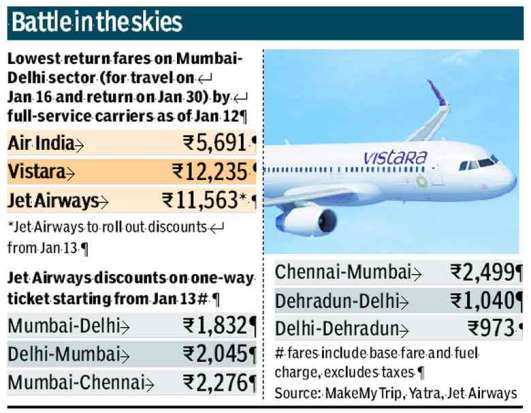 Battle in the skies
Lowest return fares on Mumbai-
Delhi sector (for travel on ↵
Jan 16 and return on Jan 30) by ↵
full-service carriers as of Jan 12¶
Air India→ ₹5,691 ¶
Vistara→ ₹12,235 ¶
Jet Airways→ ₹11,563* ¶
*Jet Airways to roll out discounts ↵
from Jan 13 ¶
Jet Airways discounts on one-way
ticket starting from Jan 13# ¶
Mumbai-Delhi→ ₹1,832¶
Delhi-Mumbai→ ₹2,045¶
Mumbai-Chennai→ ₹2,276¶
vistara
Chennai-Mumbai→ ₹2,499¶
Dehradun-Delhi→ ₹1,040¶
Delhi-Dehradun→ ₹973 ¶
# fares include base fare and fuel
charge, excludes taxes ¶
Source: MakeMyTrip, Yatra, Jet Airways